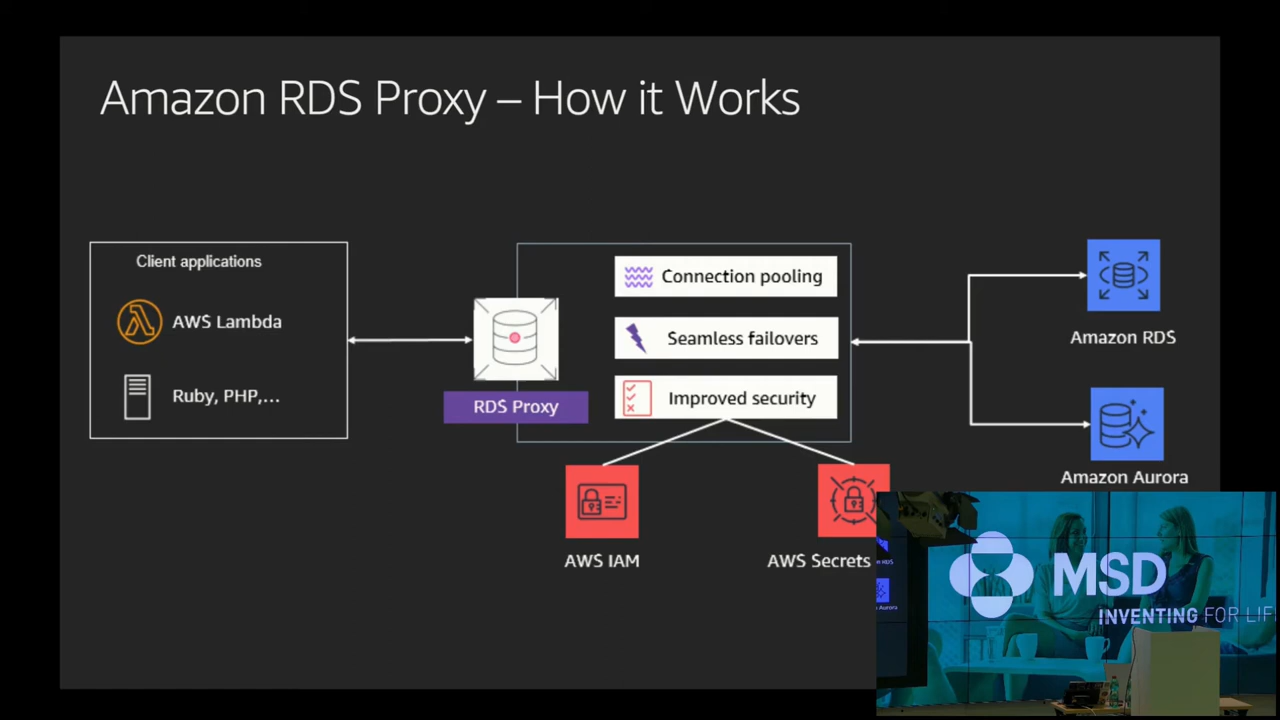 Amazon RDS Proxy – How it Works
Client applications
AWS Lambda
Ruby, PHP,...
RDS Proxy
Connection pooling
Seamless failovers
Improved security
AWS IAM
AWS Secrets
Amazon RDS
Amazon Aurora
Aurora
MSD
INVENTING FOR LIF